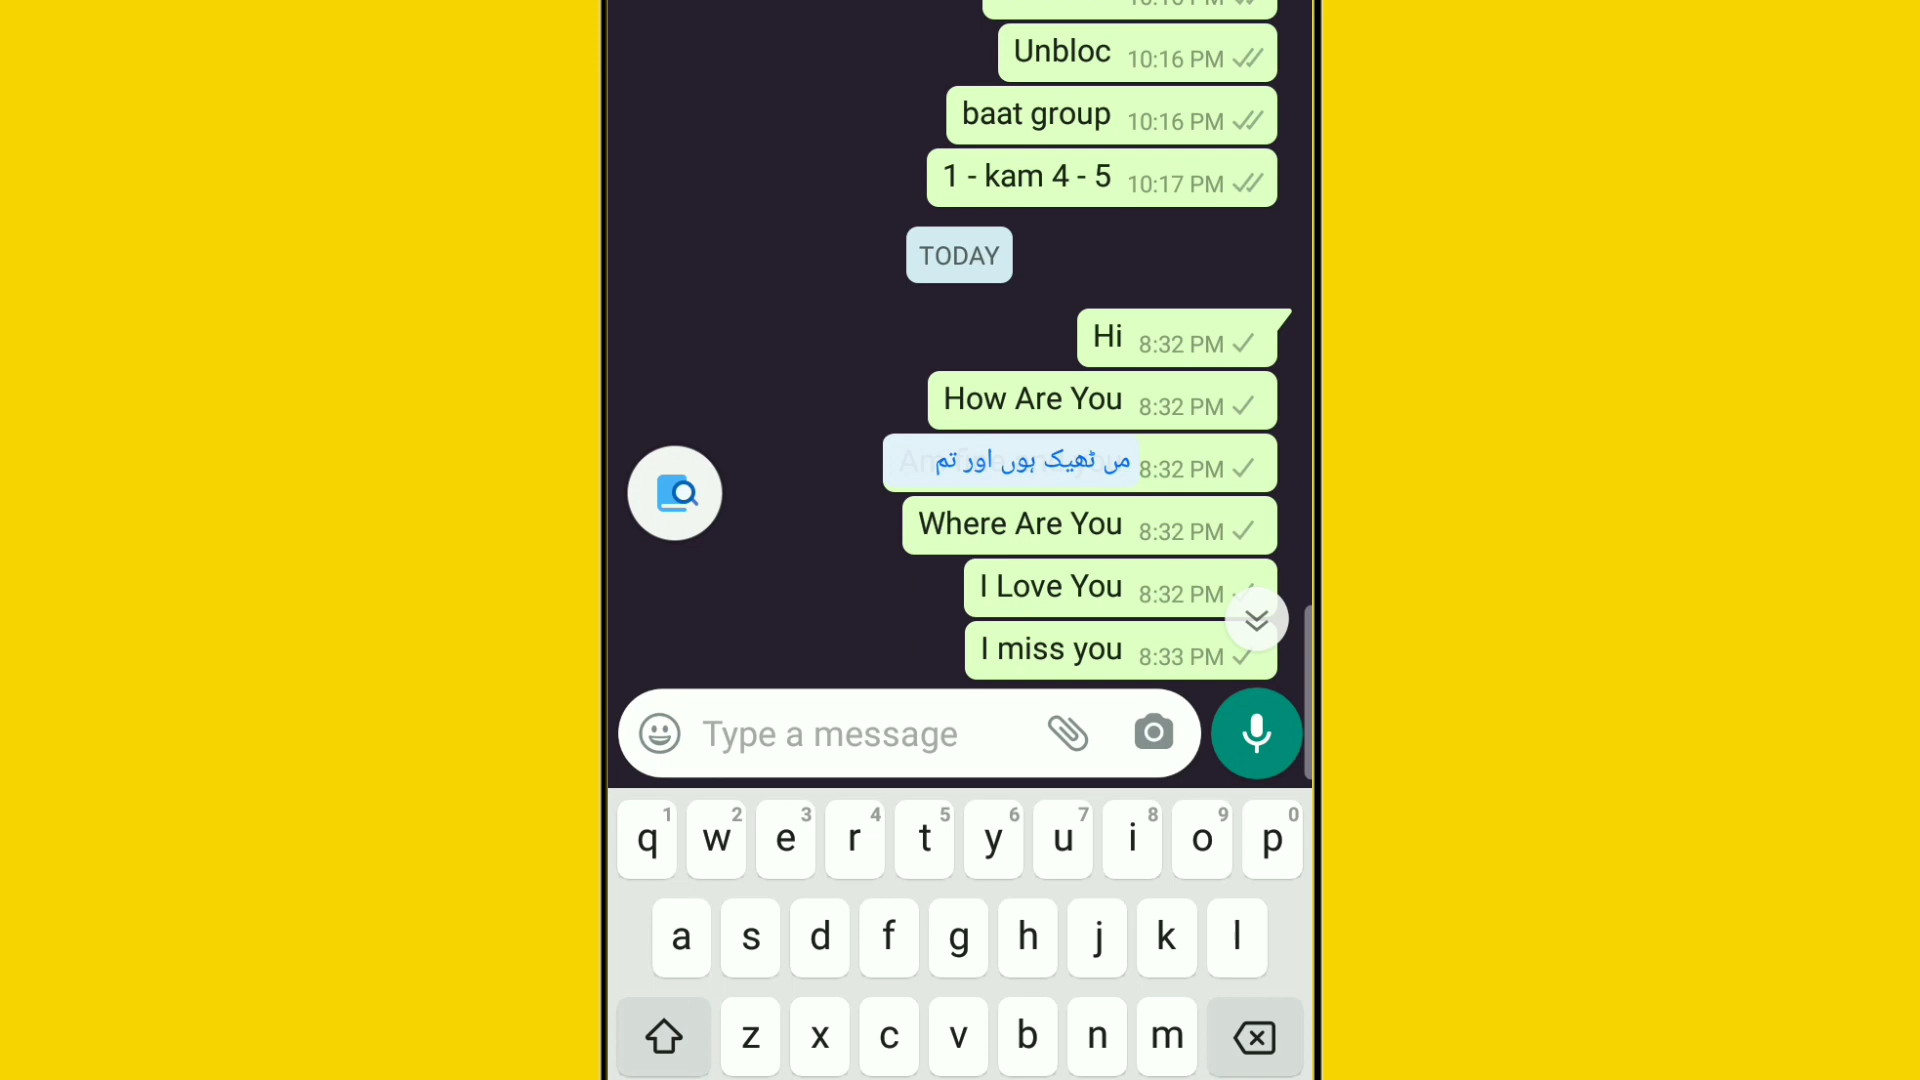 Unbloc 10:16 PM
baat group 10:16 PM
1 - kam 4 - 5 10:17 PM
TODAY
Hi 8:32 PM
How Are You 8:32 PM
مں ٹھیک ہوں اور تم 8:32 PM
Where Are You 8:32 PM
I Love You 8:32 PM
I miss you 8:33 PM
Type a message
1 2 3 4 5 6 7 8 9 0
q w e r t y u i o p
a s d f g h j k l
z x c v b n m